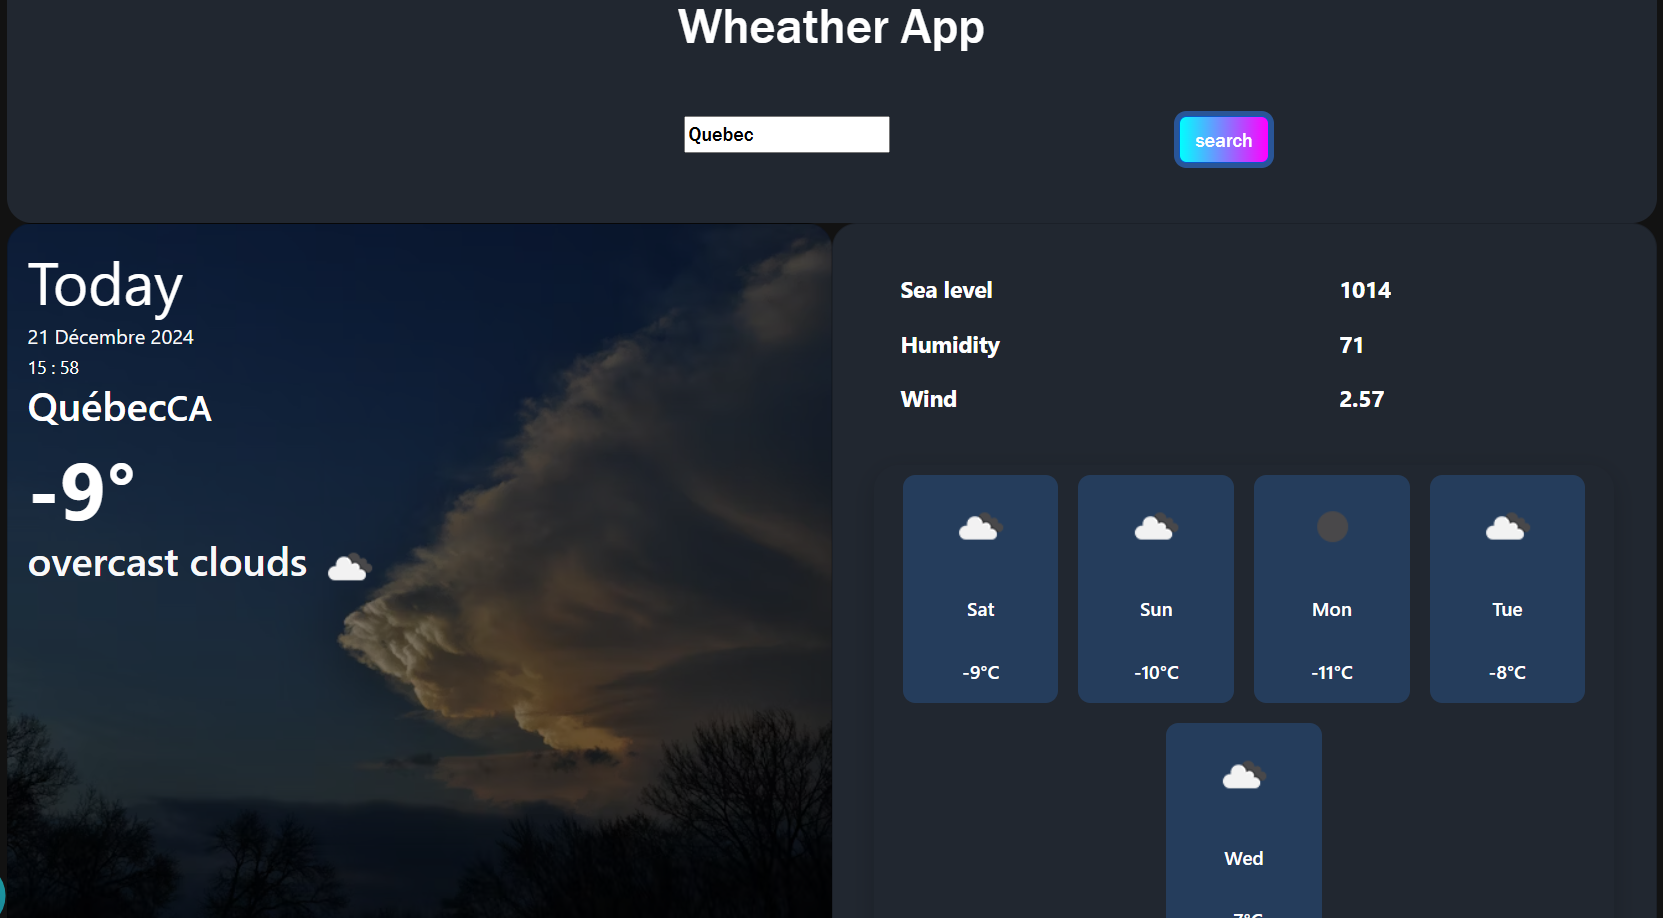 Wheather App
Quebec
search
Today
21 Décembre 2024
15 : 58
QuébecCA
-9°
overcast clouds
Sea level 1014
Humidity 71
Wind 2.57
Sat Sun Mon Tue
-9°C -10°C -11°C -8°C
Wed
-7°C